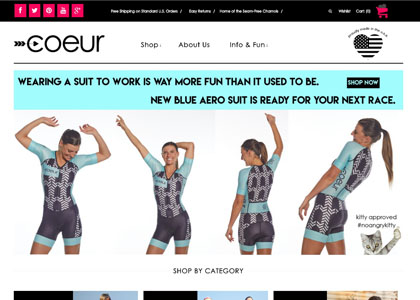 Free Shipping on Standard U.S. Orders / Easy Returns / Home of the Seam-Free Chamois /
Wishlist Cart (0)
coeur
Shop
About Us
Info & Fun
proudly made in the u.s.a
WEARING A SUIT TO WORK IS WAY MORE FUN THAN IT USED TO BE.
SHOP NOW
NEW BLUE AERO SUIT IS READY FOR YOUR NEXT RACE.
kitty approved
#noangrykitty
SHOP BY CATEGORY